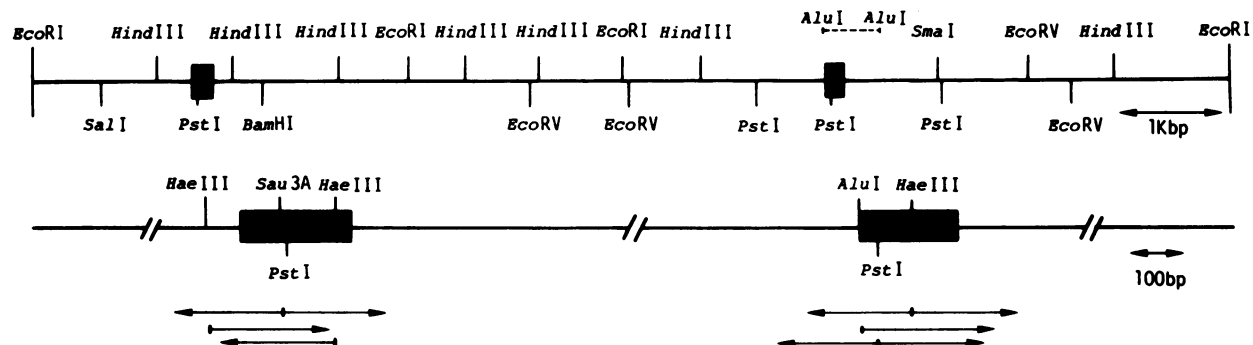 AluI AluI
EcoRI HindIII HindIII HindIII EcoRI HindIII HindIII EcoRI HindIII SmaI EcoRV HindIII EcoRI
SalI PstI BamHI EcoRV EcoRV PstI PstI PstI EcoRV 1Kbp
HaeIII Sau3A HaeIII AluI HaeIII
PstI PstI 100bp